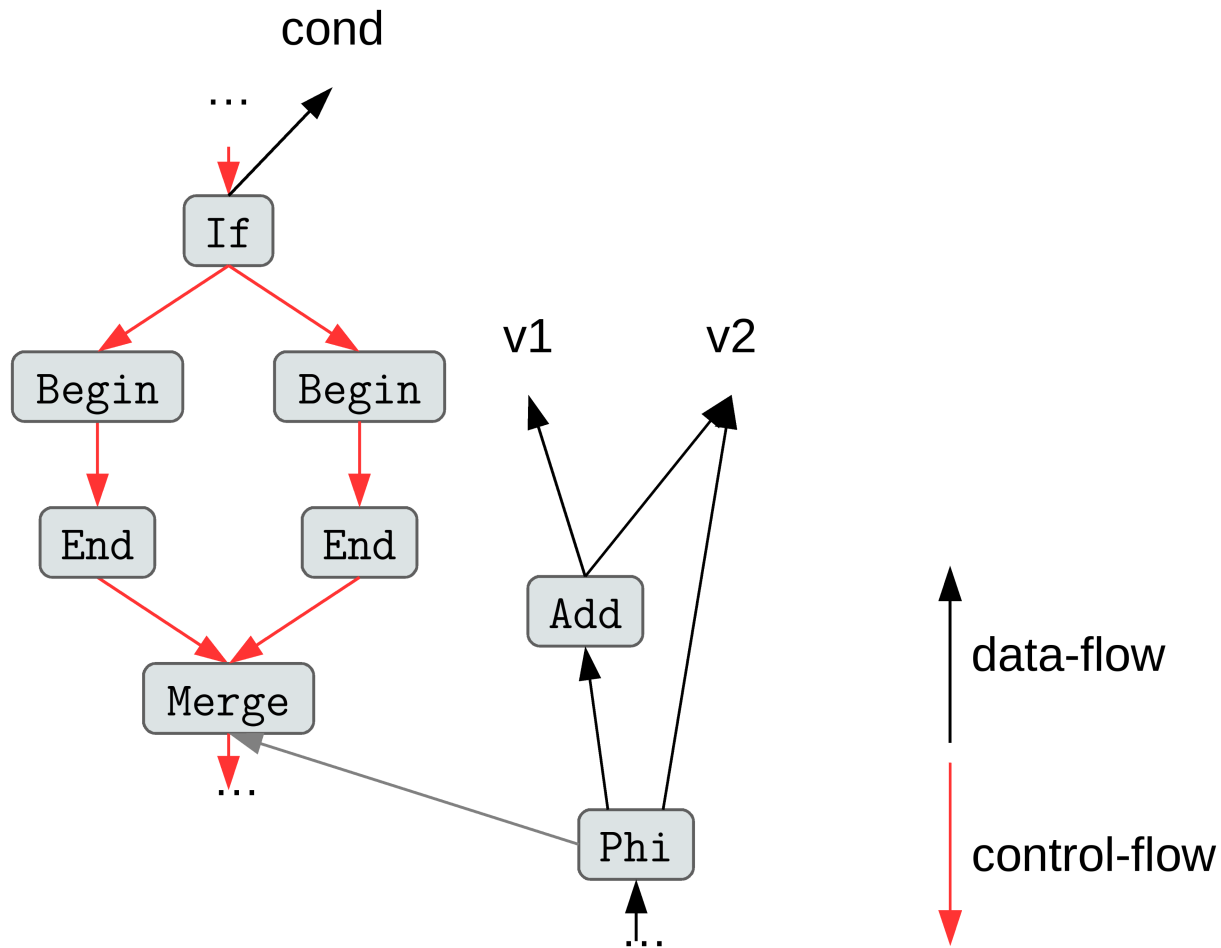 cond
...
If
v1
v2
Begin
Begin
End
End
Add
data-flow
Merge
...
Phi
control-flow
...